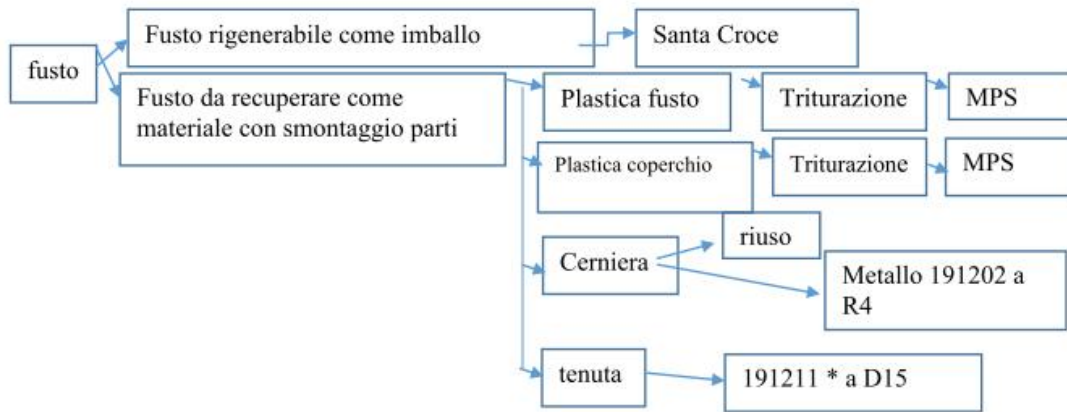 Fusto rigenerabile come imballo
Santa Croce
fusto
Fusto da recuperare come
materiale con smontaggio parti
Plastica fusto
Triturazione
MPS
Plastica coperchio
Triturazione
MPS
riuso
Cerniera
Metallo 191202 a
R4
tenuta
191211 * a D15